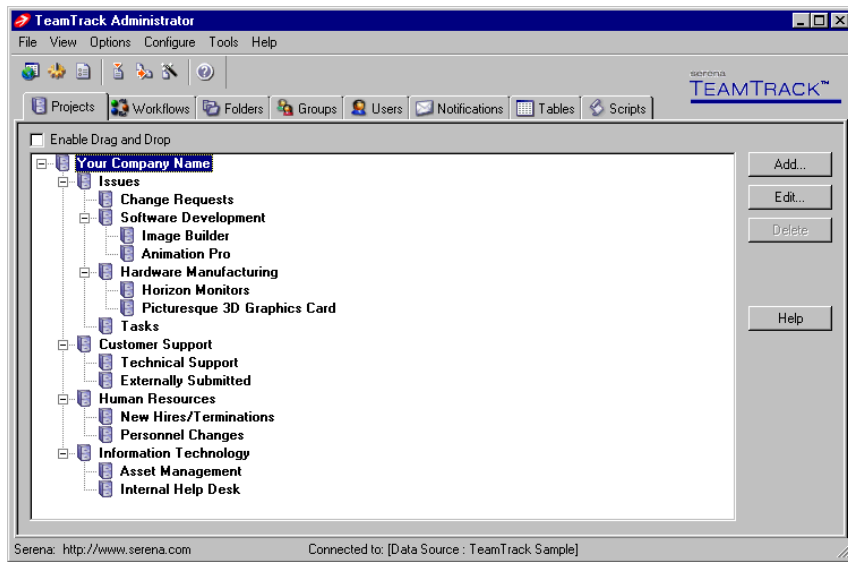 TeamTrack Administrator
File View Options Configure Tools Help
serena
TEAMTRACK™
Projects Workflows Folders Groups Users Notifications Tables Scripts
Enable Drag and Drop
Your Company Name
Add...
Issues
Change Requests
Edit...
Software Development
Image Builder
Delete
Animation Pro
Hardware Manufacturing
Horizon Monitors
Picturesque 3D Graphics Card
Help
Tasks
Customer Support
Technical Support
Externally Submitted
Human Resources
New Hires/Terminations
Personnel Changes
Information Technology
Asset Management
Internal Help Desk
Serena: http://www.serena.com Connected to: [Data Source : TeamTrack Sample]